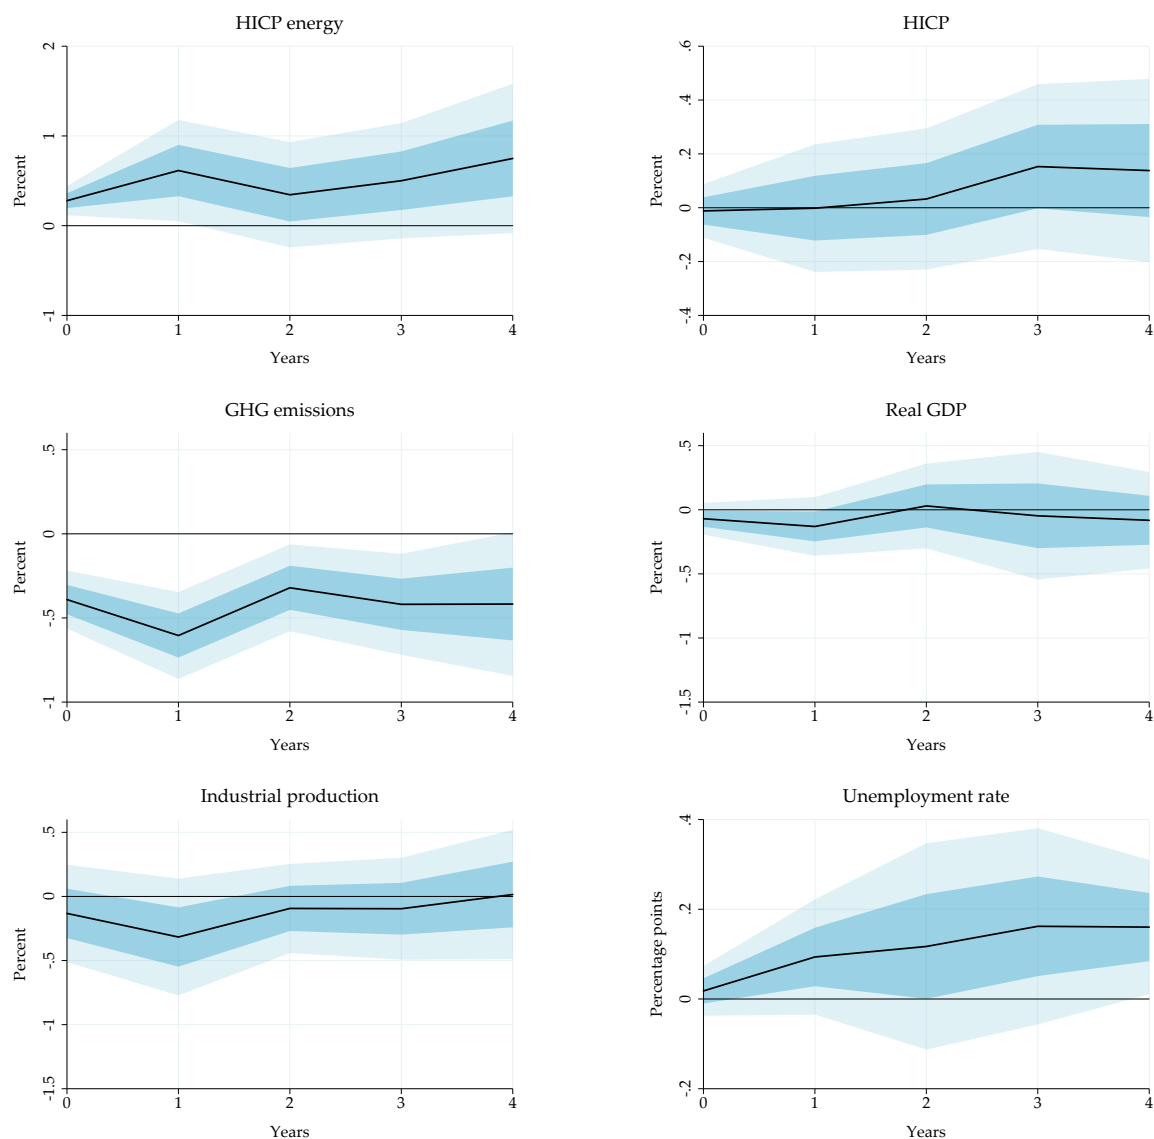 HICP energy
Percent
2
1
0
-1
0 1 2 3 4
Years
HICP
Percent
.6
.4
.2
0
-.2
-.4
0 1 2 3 4
Years
GHG emissions
Percent
.5
0
-.5
-1
0 1 2 3 4
Years
Real GDP
Percent
.5
0
-.5
-1
-1.5
0 1 2 3 4
Years
Industrial production
Percent
.5
0
-.5
-1
-1.5
0 1 2 3 4
Years
Unemployment rate
Percentage points
.4
.2
0
-.2
0 1 2 3 4
Years